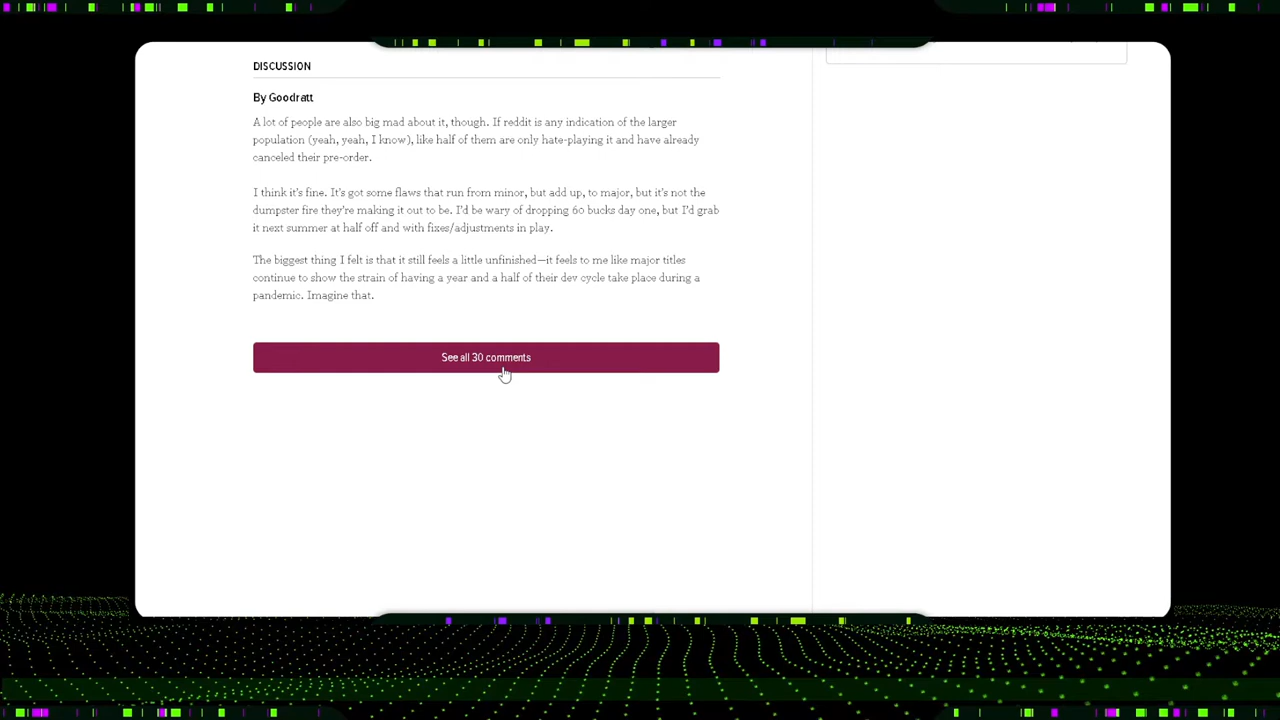 DISCUSSION
By Goodratt
A lot of people are also big mad about it, though. If reddit is any indication of the larger
population (yeah, yeah, I know), like half of them are only hate-playing it and have already
canceled their pre-order.
I think it's fine. It's got some flaws that run from minor, but add up, to major, but it's not the
dumpster fire they're making it out to be. I'd be wary of dropping 60 bucks day one, but I'd grab
it next summer at half off and with fixes/adjustments in play.
The biggest thing I felt is that it still feels a little unfinished—it feels to me like major titles
continue to show the strain of having a year and a half of their dev cycle take place during a
pandemic. Imagine that.
See all 30 comments